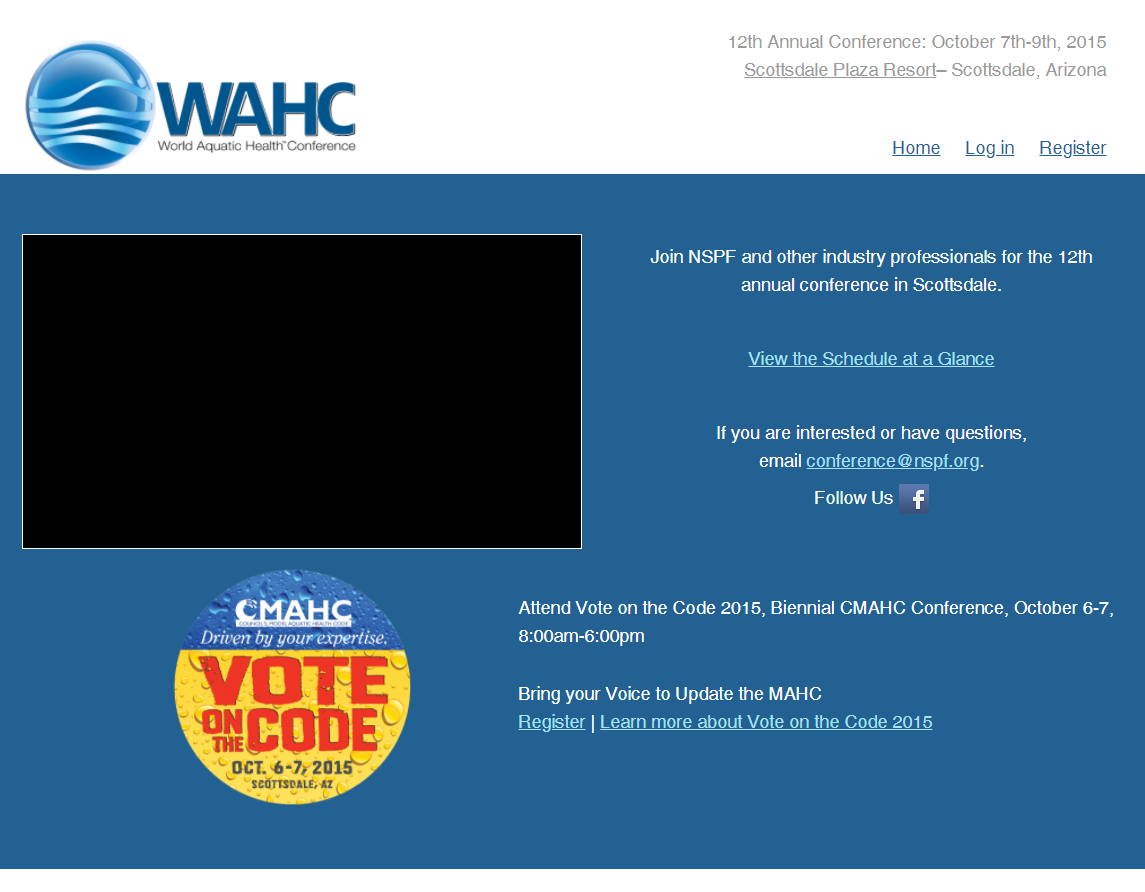 12th Annual Conference: October 7th-9th, 2015
Scottsdale Plaza Resort– Scottsdale, Arizona
WAHC
World Aquatic Health™ Conference
Home Log in Register
Join NSPF and other industry professionals for the 12th
annual conference in Scottsdale.
View the Schedule at a Glance
If you are interested or have questions,
email conference@nspf.org.
Follow Us f
CMAHC
COUNCIL: MODEL AQUATIC HEALTH CODE
Driven by your expertise.
VOTE
ON THE CODE
OCT. 6-7, 2015
SCOTTSDALE, AZ
Attend Vote on the Code 2015, Biennial CMAHC Conference, October 6-7,
8:00am-6:00pm
Bring your Voice to Update the MAHC
Register | Learn more about Vote on the Code 2015